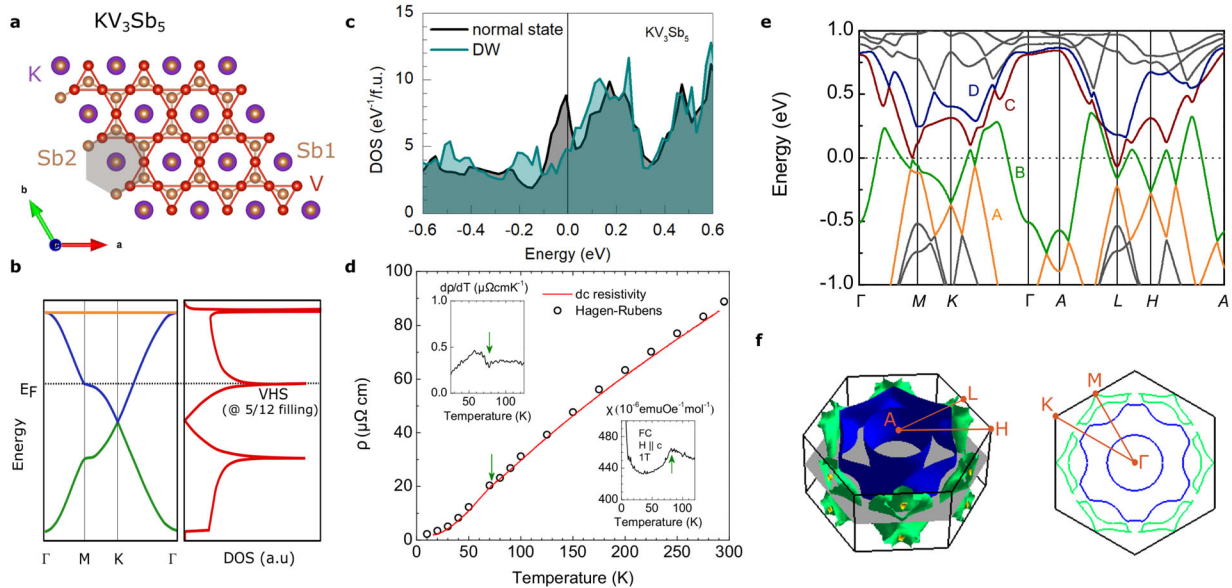 a
KV3Sb5
K
Sb2
Sb1
V
b
a
c
b
E_F
VHS
(@ 5/12 filling)
Energy
Γ M K Γ
DOS (a.u)
c
normal state
DW
KV3Sb5
15
10
5
0
DOS (eV⁻¹/f.u.)
-0.6 -0.4 -0.2 0.0 0.2 0.4 0.6
Energy (eV)
d
100
80
60
40
20
0
ρ(μΩ cm)
dρ/dT (μΩcmK⁻¹)
1.0
0.5
0.0
50 100
Temperature (K)
dc resistivity
Hagen-Rubens
χ (10⁻⁶emuOe⁻¹mol⁻¹)
480
440
400
FC
H || c
1T
0 50 100 150
Temperature (K)
0 50 100 150 200 250 300
Temperature (K)
e
1.0
0.5
0.0
-0.5
-1.0
Energy (eV)
D
C
B
A
Γ M K Γ A L H A
f
A
L
H
K
M
Γ